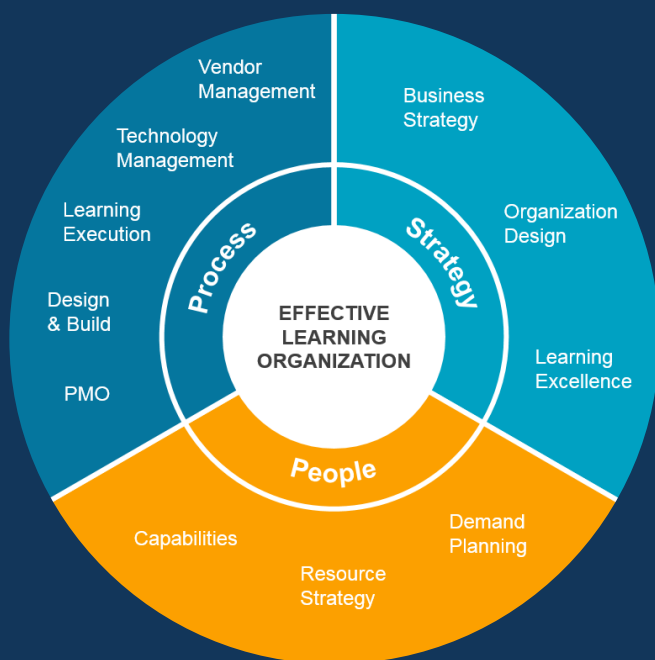 Vendor
Management
Technology
Management
Learning
Execution
Design
& Build
PMO
Process
Business
Strategy
Organization
Design
Learning
Excellence
Strategy
EFFECTIVE
LEARNING
ORGANIZATION
People
Capabilities
Resource
Strategy
Demand
Planning